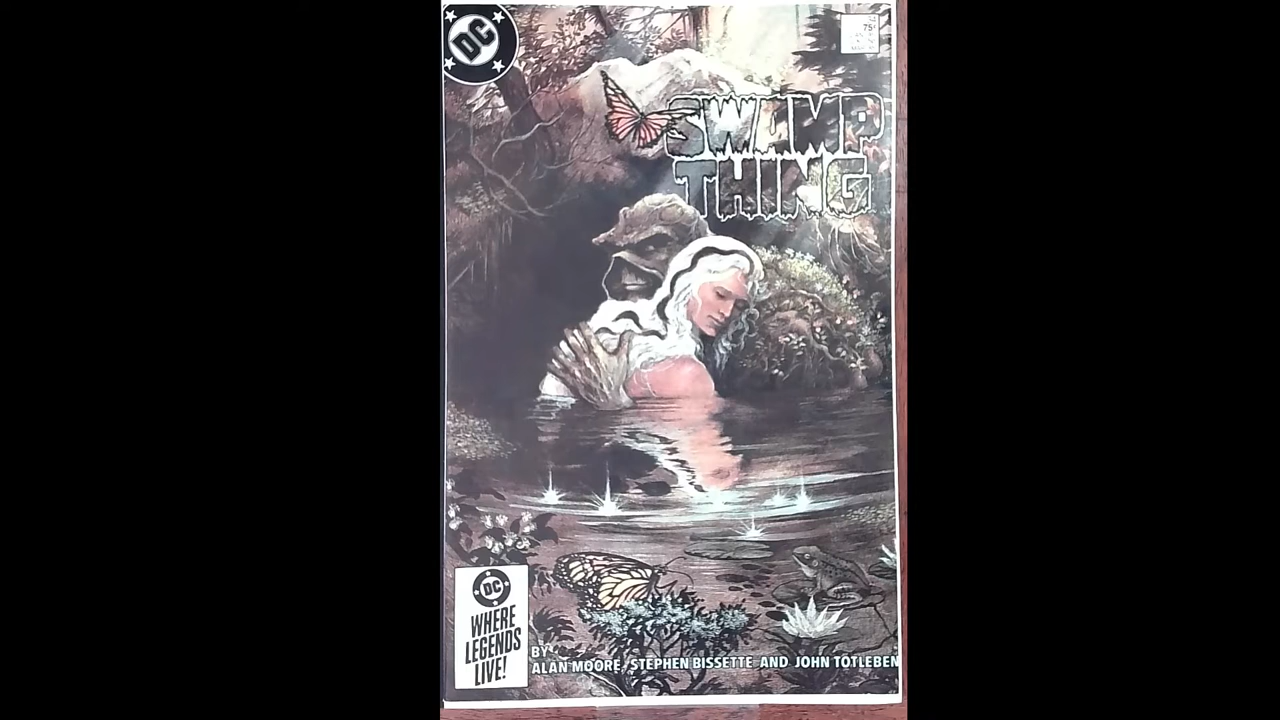 DC
75¢
SWAMP
THING
DC
WHERE
LEGENDS
LIVE!
BY
ALAN MOORE, STEPHEN BISSETTE AND JOHN TOTLEBEN